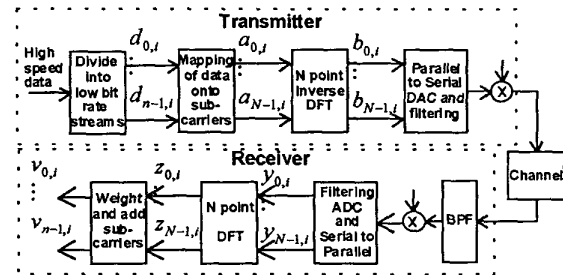 Transmitter
High
speed
data
Divide
into
low bit
rate
streams
d0,i
dn-1,i
Mapping
of data
onto
sub-
carriers
a0,i
aN-1,i
N point
Inverse
DFT
b0,i
bN-1,i
Parallel
to Serial
DAC and
filtering
X
Channel
Receiver
v0,i
vn-1,i
Weight
and add
sub-
carriers
z0,i
zN-1,i
N point
DFT
y0,i
yN-1,i
Filtering
ADC
and
Serial to
Parallel
X
BPF